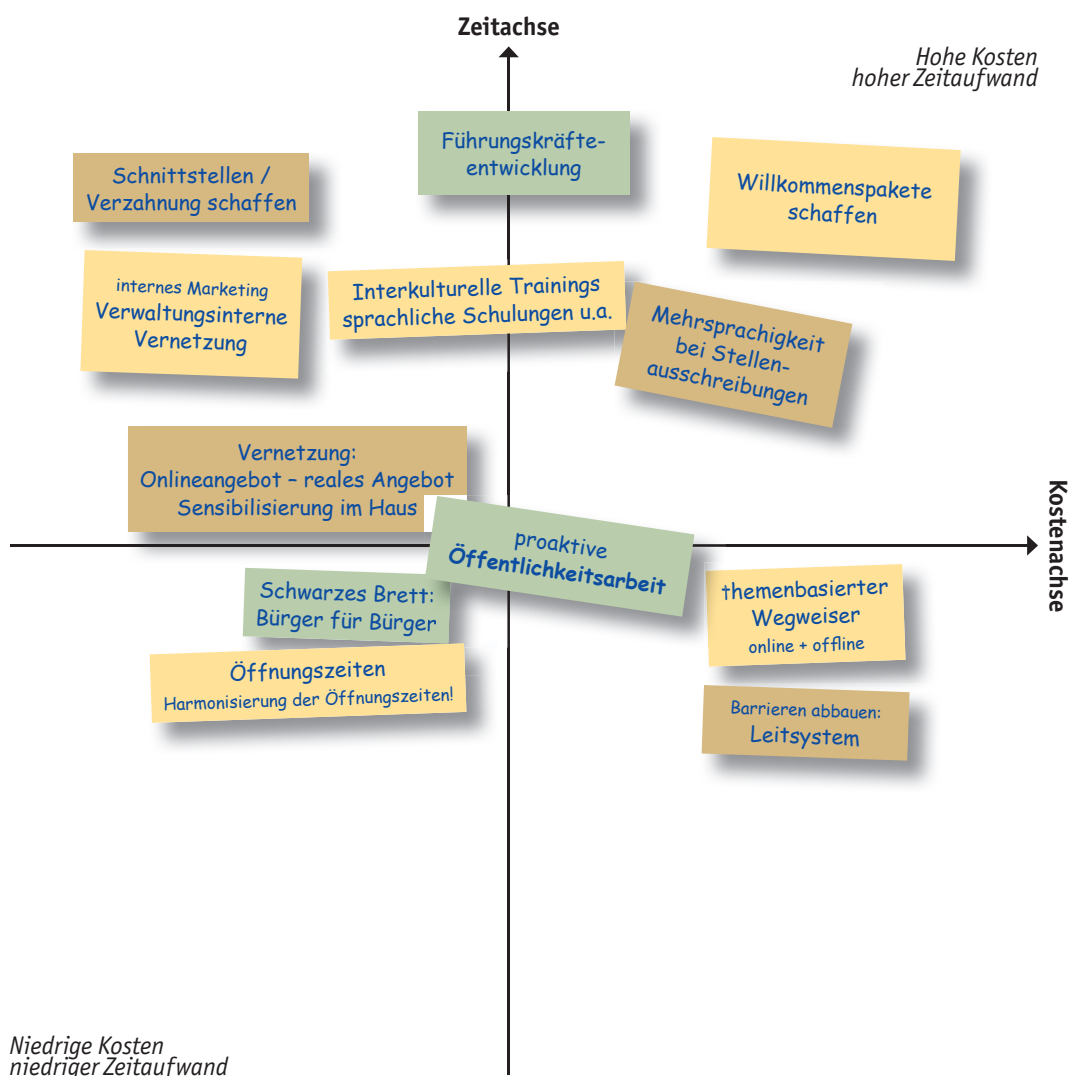 Zeitachse
Hohe Kosten
hoher Zeitaufwand
Führungskräfte-
entwicklung
Schnittstellen /
Verzahnung schaffen
Willkommenspakete
schaffen
internes Marketing
Verwaltungsinterne
Vernetzung
Interkulturelle Trainings
sprachliche Schulungen u.a.
Mehrsprachigkeit
bei Stellen-
ausschreibungen
Vernetzung:
Onlineangebot – reales Angebot
Sensibilisierung im Haus
Kostenachse
proaktive
Öffentlichkeitsarbeit
Schwarzes Brett:
Bürger für Bürger
themenbasierter
Wegweiser
online + offline
Öffnungszeiten
Harmonisierung der Öffnungszeiten!
Barrieren abbauen:
Leitsystem
Niedrige Kosten
niedriger Zeitaufwand